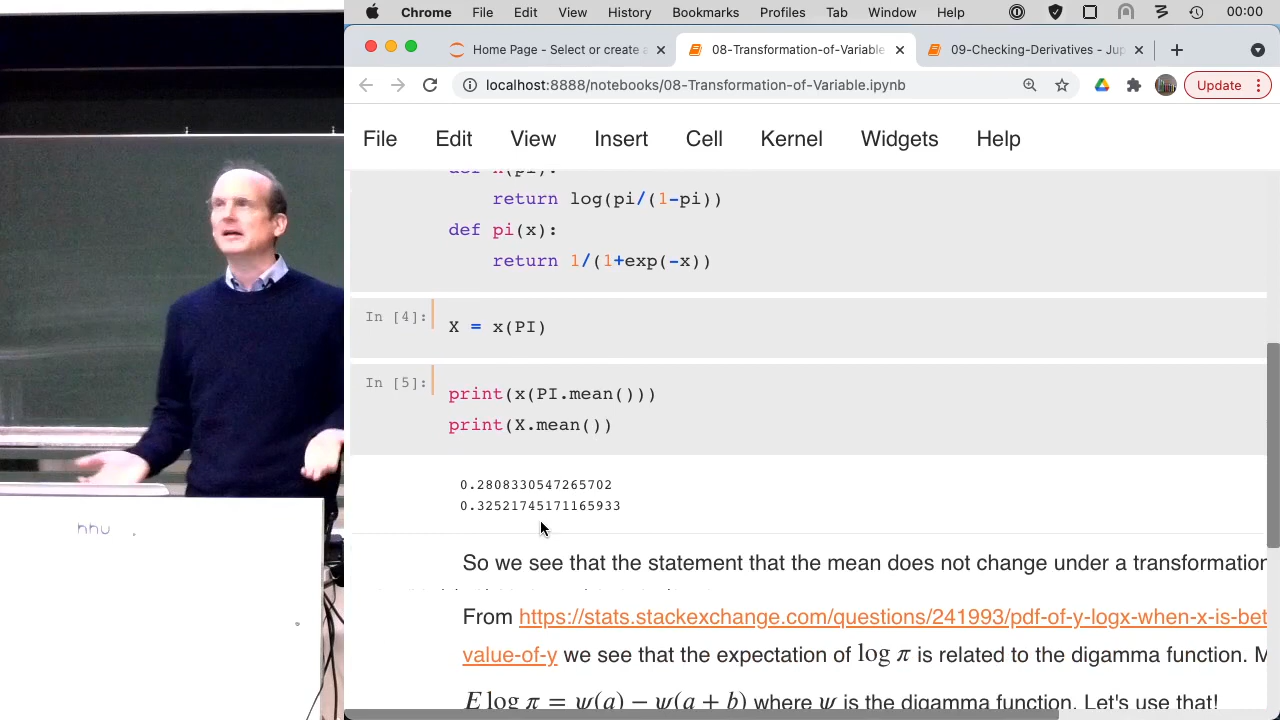 Chrome File Edit View History Bookmarks Profiles Tab Window Help 00:00
Home Page - Select or create a
08-Transformation-of-Variable
09-Checking-Derivatives - Jup
localhost:8888/notebooks/08-Transformation-of-Variable.ipynb
Update
File Edit View Insert Cell Kernel Widgets Help
def x(pi):
return log(pi/(1-pi))
def pi(x):
return 1/(1+exp(-x))
In [4]:
X = x(PI)
In [5]:
print(x(PI.mean()))
print(X.mean())
0.2808330547265702
0.32521745171165933
So we see that the statement that the mean does not change under a transformation
From https://stats.stackexchange.com/questions/241993/pdf-of-y-logx-when-x-is-bet
value-of-y we see that the expectation of log π is related to the digamma function. M
E log π = ψ(a) − ψ(a + b) where ψ is the digamma function. Let's use that!
hhu